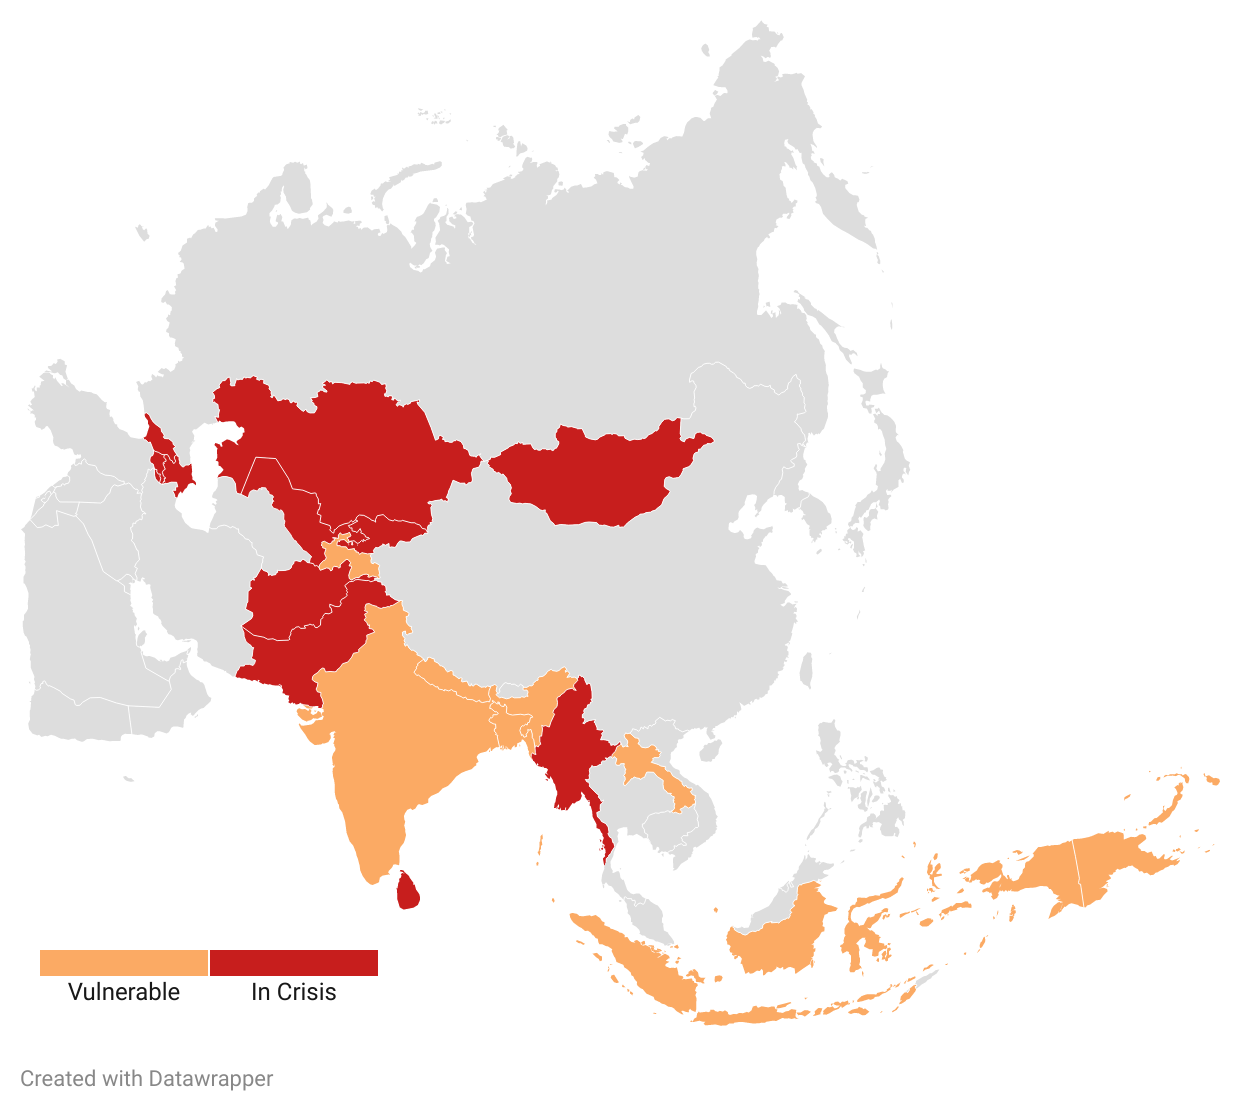 Vulnerable
In Crisis
Created with Datawrapper